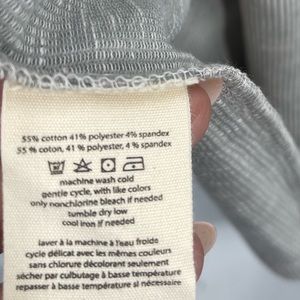 55% cotton 41% polyester 4% spandex
55 % coton, 41 % polyester, 4 % spandex
machine wash cold
gentle cycle, with like colors
only nonchlorine bleach if needed
tumble dry low
cool iron if needed
laver à la machine à l'eau froide
cycle délicat avec les mêmes couleurs
sans chlorure décolorant seulement
sécher par culbutage à basse température
repasser à basse température si nécessaire